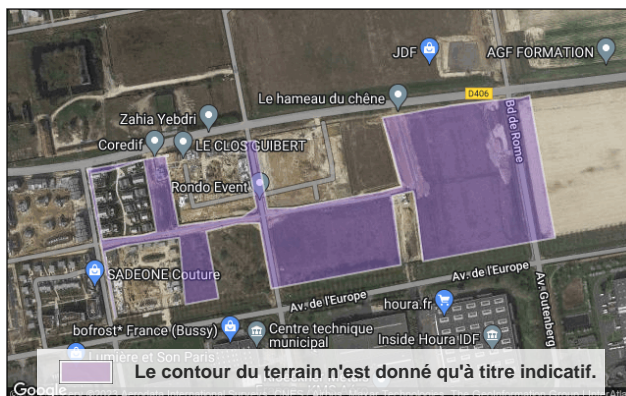 JDF
AGF FORMATION
Le hameau du chêne
D406
Bd de Rome
Zahia Yebdri
Coredif
LE CLOS GUIBERT
Rondo Event
SADEONE Couture
Av. de l'Europe
Av. de l'Europe
houra.fr
Av. Gutenberg
bofrost* France (Bussy)
Centre technique
municipal
Inside Houra IDF
Lumière et Son Paris
Le contour du terrain n'est donné qu'à titre indicatif.
Google